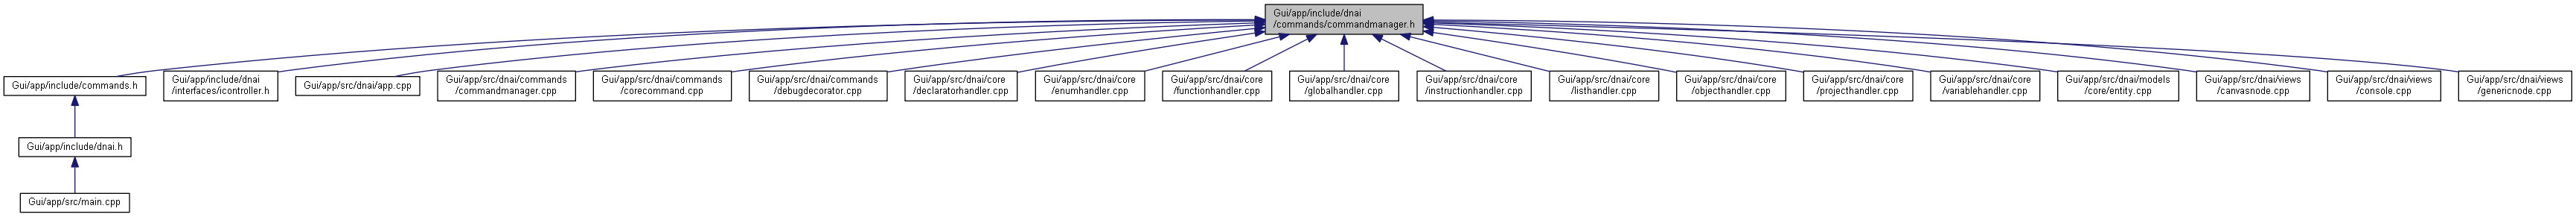 Gui/app/include/dnai
/commands/commandmanager.h
Gui/app/include/commands.h
Gui/app/include/dnai
/interfaces/icontroller.h
Gui/app/src/dnai/app.cpp
Gui/app/src/dnai/commands
/commandmanager.cpp
Gui/app/src/dnai/commands
/corecommand.cpp
Gui/app/src/dnai/commands
/debugdecorator.cpp
Gui/app/src/dnai/core
/declaratorhandler.cpp
Gui/app/src/dnai/core
/enumhandler.cpp
Gui/app/src/dnai/core
/functionhandler.cpp
Gui/app/src/dnai/core
/globalhandler.cpp
Gui/app/src/dnai/core
/instructionhandler.cpp
Gui/app/src/dnai/core
/listhandler.cpp
Gui/app/src/dnai/core
/objecthandler.cpp
Gui/app/src/dnai/core
/projecthandler.cpp
Gui/app/src/dnai/core
/variablehandler.cpp
Gui/app/src/dnai/models
/core/entity.cpp
Gui/app/src/dnai/views
/canvasnode.cpp
Gui/app/src/dnai/views
/console.cpp
Gui/app/src/dnai/views
/genericnode.cpp
Gui/app/include/dnai.h
Gui/app/src/main.cpp